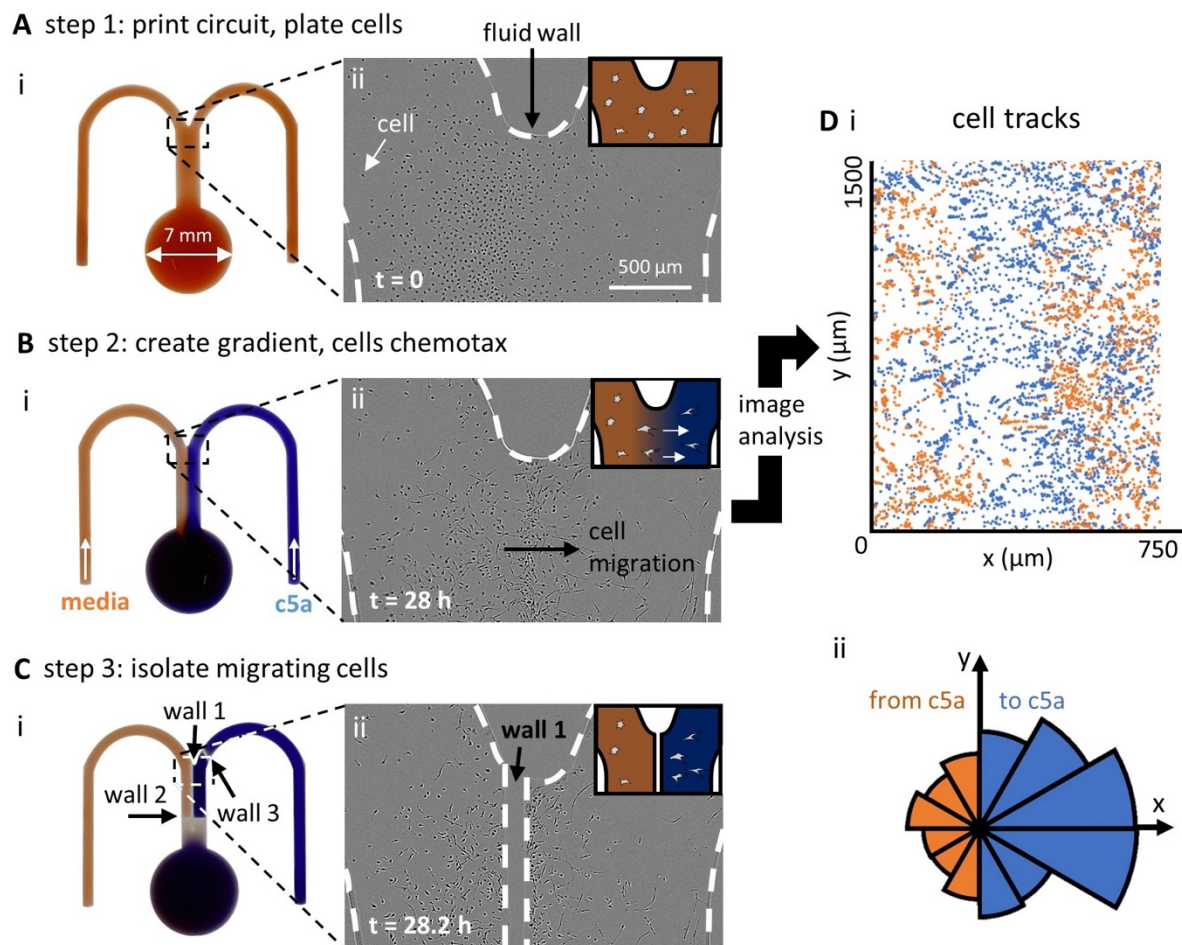 A step 1: print circuit, plate cells
i
7 mm
ii
fluid wall
cell
t = 0
500 µm
B step 2: create gradient, cells chemotax
i
media
c5a
ii
cell
migration
t = 28 h
image
analysis
C step 3: isolate migrating cells
i
wall 1
wall 2
wall 3
ii
wall 1
t = 28.2 h
D i cell tracks
1500
y (µm)
0
x (µm)
750
ii
y
from c5a
to c5a
x